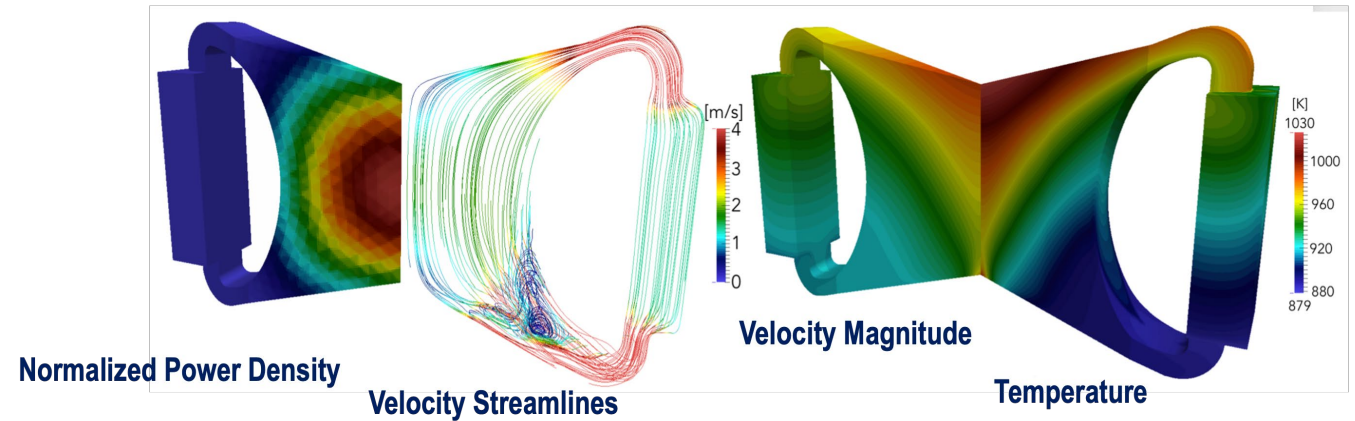 [m/s]
4
3
2
1
0
[K]
1030
1000
960
920
880
879
Velocity Magnitude
Normalized Power Density
Temperature
Velocity Streamlines